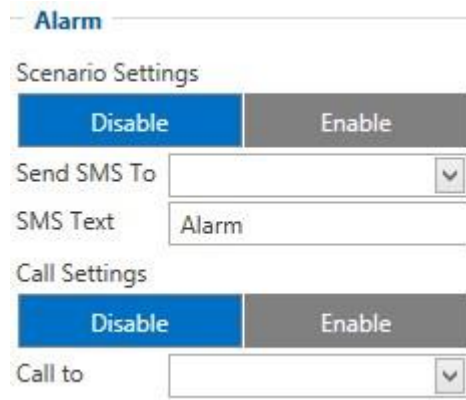 Alarm
Scenario Settings
Disable Enable
Send SMS To
SMS Text Alarm
Call Settings
Disable Enable
Call to